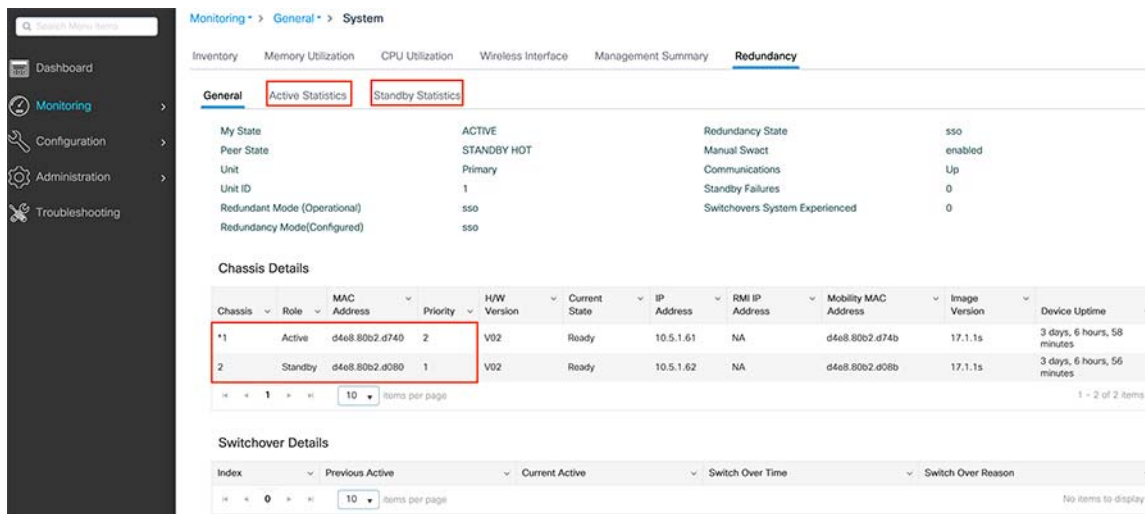 Search Menu Items
Dashboard
Monitoring
Configuration
Administration
Troubleshooting
Monitoring > General > System
Inventory Memory Utilization CPU Utilization Wireless Interface Management Summary Redundancy
General Active Statistics Standby Statistics
My State ACTIVE Redundancy State sso
Peer State STANDBY HOT Manual Swact enabled
Unit Primary Communications Up
Unit ID 1 Standby Failures 0
Redundant Mode (Operational) sso Switchovers System Experienced 0
Redundancy Mode(Configured) sso
Chassis Details
Chassis Role MAC Address Priority H/W Version Current State IP Address RMI IP Address Mobility MAC Address Image Version Device Uptime
*1 Active d4e8.80b2.d740 2 V02 Ready 10.5.1.61 NA d4e8.80b2.d74b 17.1.1s 3 days, 6 hours, 58 minutes
2 Standby d4e8.80b2.d080 1 V02 Ready 10.5.1.62 NA d4e8.80b2.d08b 17.1.1s 3 days, 6 hours, 56 minutes
1 10 items per page 1 - 2 of 2 items
Switchover Details
Index Previous Active Current Active Switch Over Time Switch Over Reason
0 10 items per page No items to display